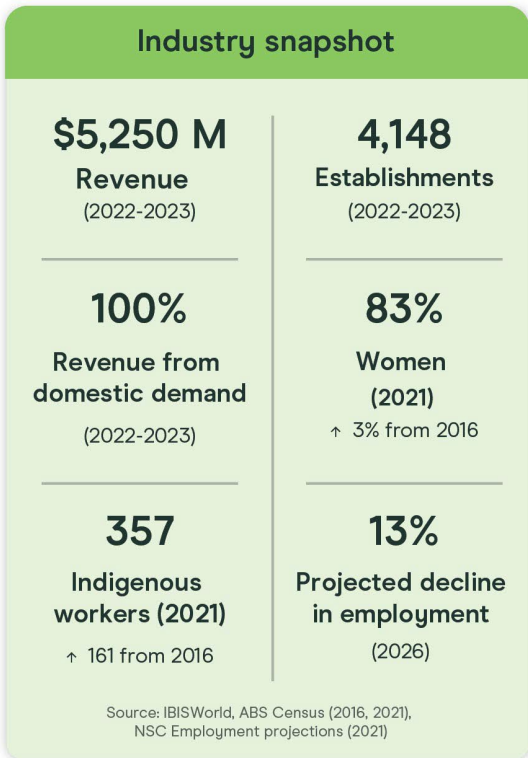 Industry snapshot
$5,250 M
Revenue
(2022-2023)
4,148
Establishments
(2022-2023)
100%
Revenue from
domestic demand
(2022-2023)
83%
Women
(2021)
↑ 3% from 2016
357
Indigenous
workers (2021)
↑ 161 from 2016
13%
Projected decline
in employment
(2026)
Source: IBISWorld, ABS Census (2016, 2021),
NSC Employment projections (2021)